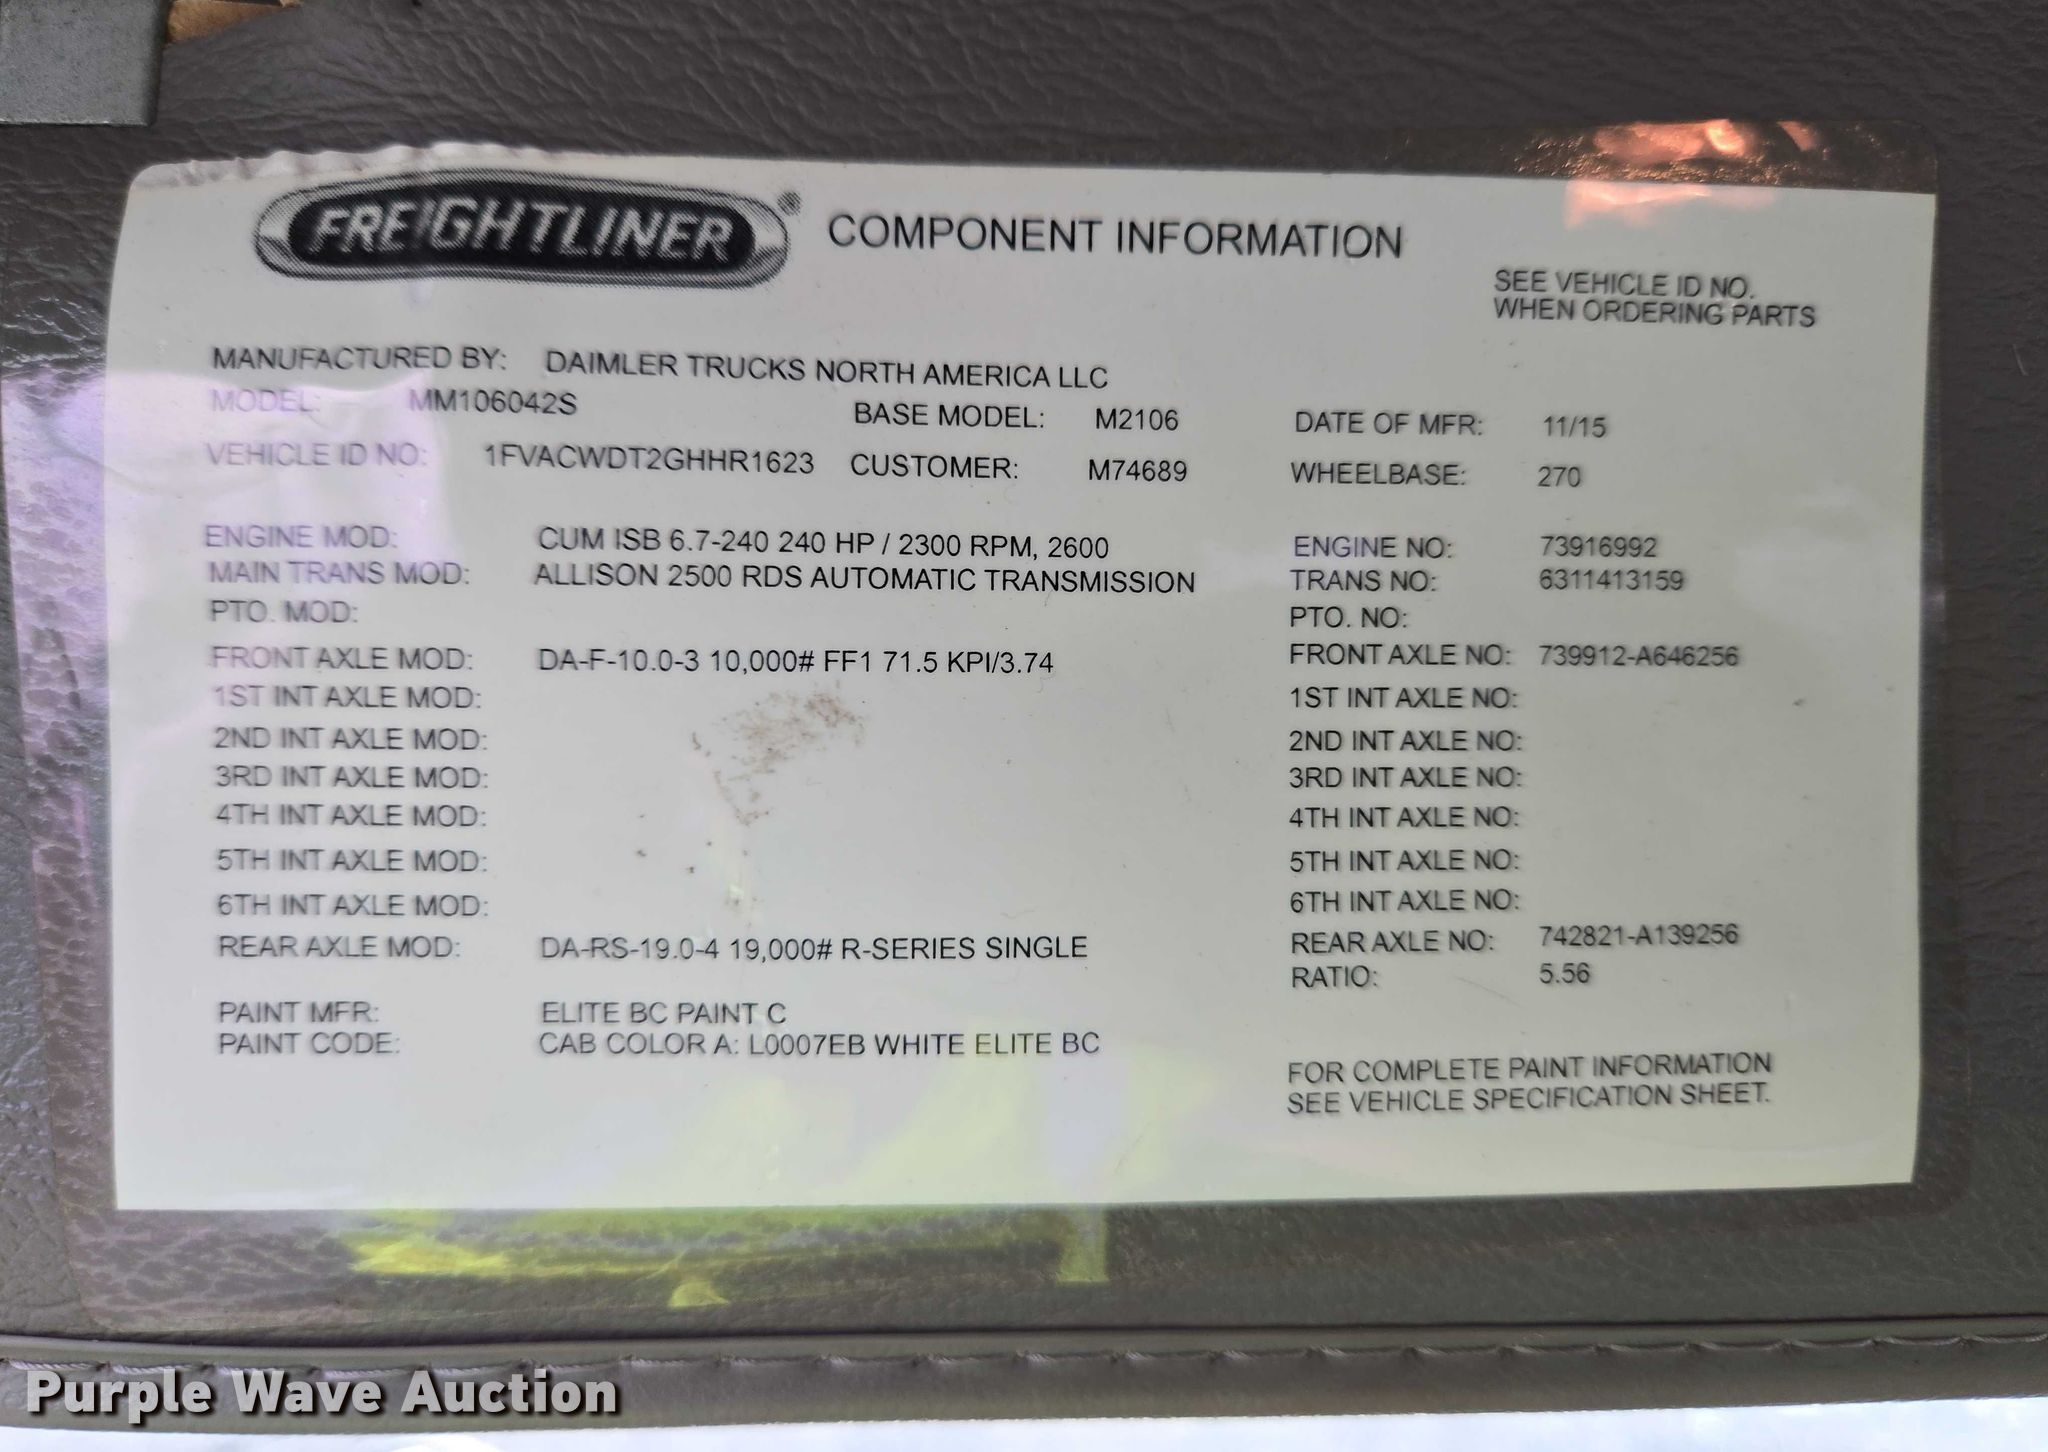 FREIGHTLINER® COMPONENT INFORMATION
SEE VEHICLE ID NO.
WHEN ORDERING PARTS
MANUFACTURED BY: DAIMLER TRUCKS NORTH AMERICA LLC
MODEL: MM106042S BASE MODEL: M2106 DATE OF MFR: 11/15
VEHICLE ID NO: 1FVACWDT2GHHR1623 CUSTOMER: M74689 WHEELBASE: 270
ENGINE MOD: CUM ISB 6.7-240 240 HP / 2300 RPM, 2600 ENGINE NO: 73916992
MAIN TRANS MOD: ALLISON 2500 RDS AUTOMATIC TRANSMISSION TRANS NO: 6311413159
PTO. MOD: PTO. NO:
FRONT AXLE MOD: DA-F-10.0-3 10,000# FF1 71.5 KPI/3.74 FRONT AXLE NO: 739912-A646256
1ST INT AXLE MOD: 1ST INT AXLE NO:
2ND INT AXLE MOD: 2ND INT AXLE NO:
3RD INT AXLE MOD: 3RD INT AXLE NO:
4TH INT AXLE MOD: 4TH INT AXLE NO:
5TH INT AXLE MOD: 5TH INT AXLE NO:
6TH INT AXLE MOD: 6TH INT AXLE NO:
REAR AXLE MOD: DA-RS-19.0-4 19,000# R-SERIES SINGLE REAR AXLE NO: 742821-A139256
RATIO: 5.56
PAINT MFR: ELITE BC PAINT C
PAINT CODE: CAB COLOR A: L0007EB WHITE ELITE BC
FOR COMPLETE PAINT INFORMATION
SEE VEHICLE SPECIFICATION SHEET.
Purple Wave Auction